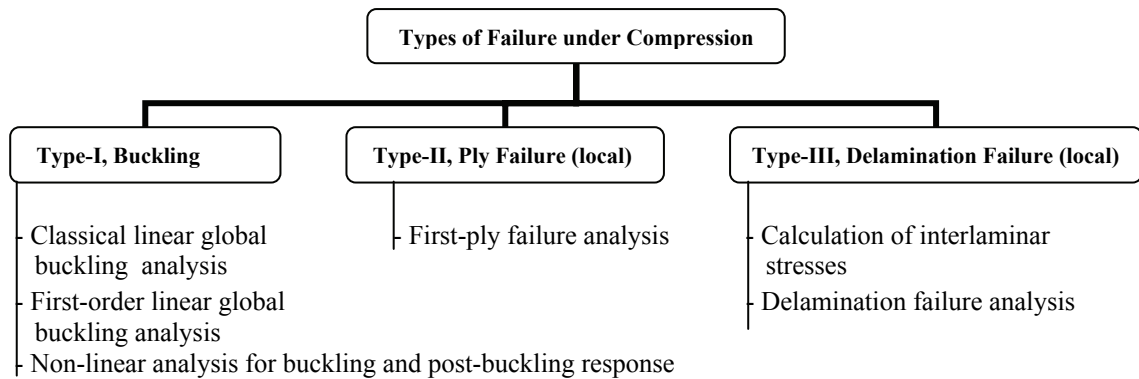 Types of Failure under Compression
Type-I, Buckling
- Classical linear global
buckling analysis
- First-order linear global
buckling analysis
- Non-linear analysis for buckling and post-buckling response
Type-II, Ply Failure (local)
- First-ply failure analysis
Type-III, Delamination Failure (local)
- Calculation of interlaminar
stresses
- Delamination failure analysis